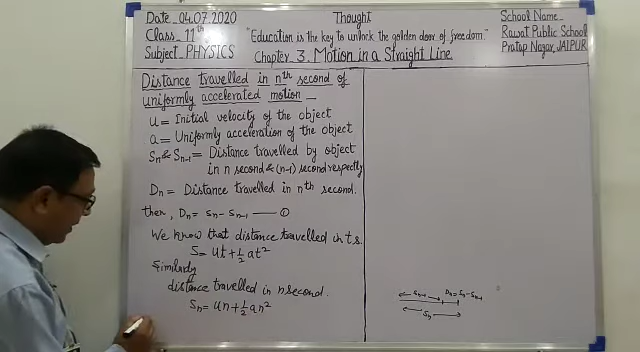 Date 04.07.2020
Class 11th
Subject PHYSICS
Thought
"Education is the key to unlock the golden door of freedom."
Chapter 3. Motion in a Straight Line
School Name
Rawat Public School
Pratap Nagar, JAIPUR
Distance travelled in nth second of
uniformly accelerated motion
u = Initial velocity of the object
a = Uniformly acceleration of the object
Sn & Sn-1 = Distance travelled by object
in n second & (n-1) second respectly
Dn = Distance travelled in nth second.
then, Dn = Sn - Sn-1 — ①
We know that distance travelled in t s.
S = ut + ½ at²
Similarly
distance travelled in n second.
Sn = un + ½ an²
Sn-1
Dn = Sn - Sn-1
Sn